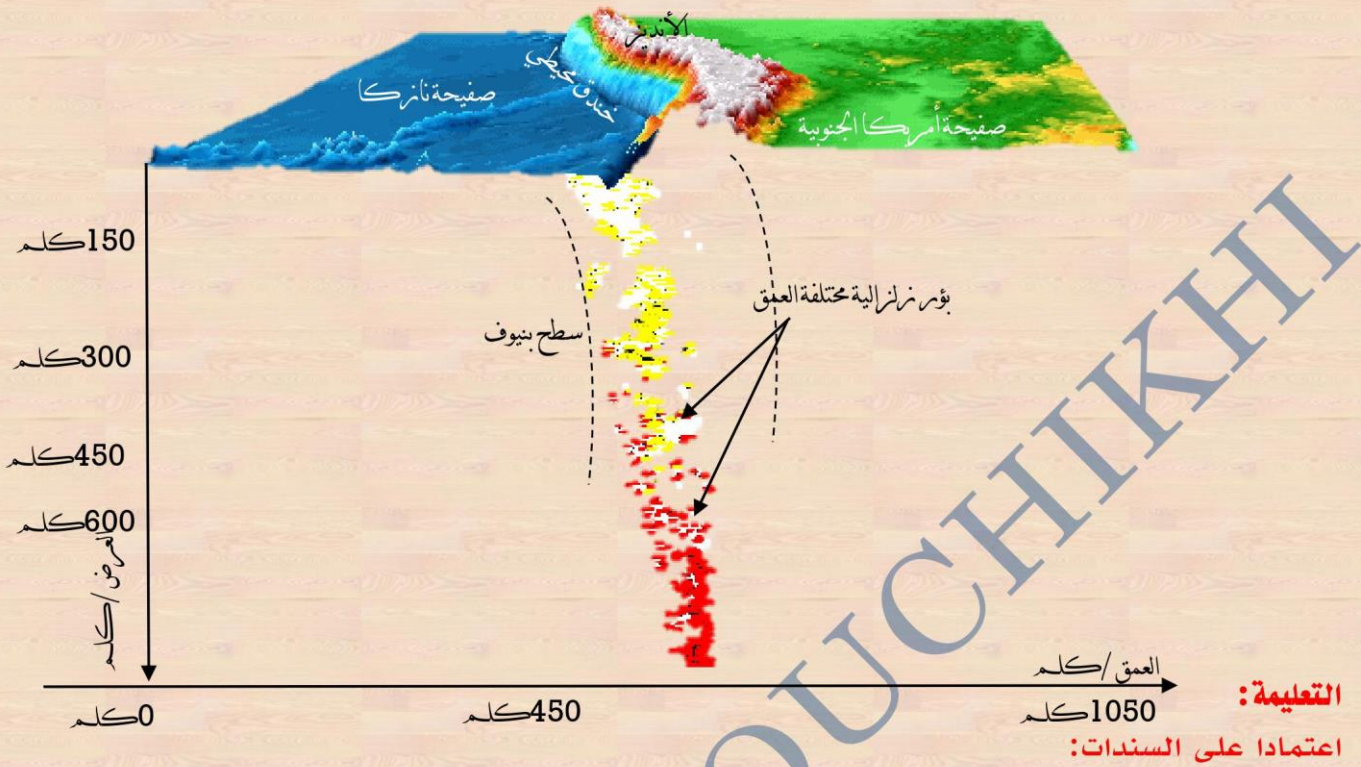 الأنديز
خندق محيطي
صفيحة نازكا
صفيحة أمريكا الجنوبية
150كلم
بؤر زلزالية مختلفة العمق
سطح بنيوف
300كلم
450كلم
600كلم
العرض/كلم
العمق/كلم
0كلم
450كلم
1050كلم
التعليمة:
اعتمادا على السندات:
OUCHIKHI